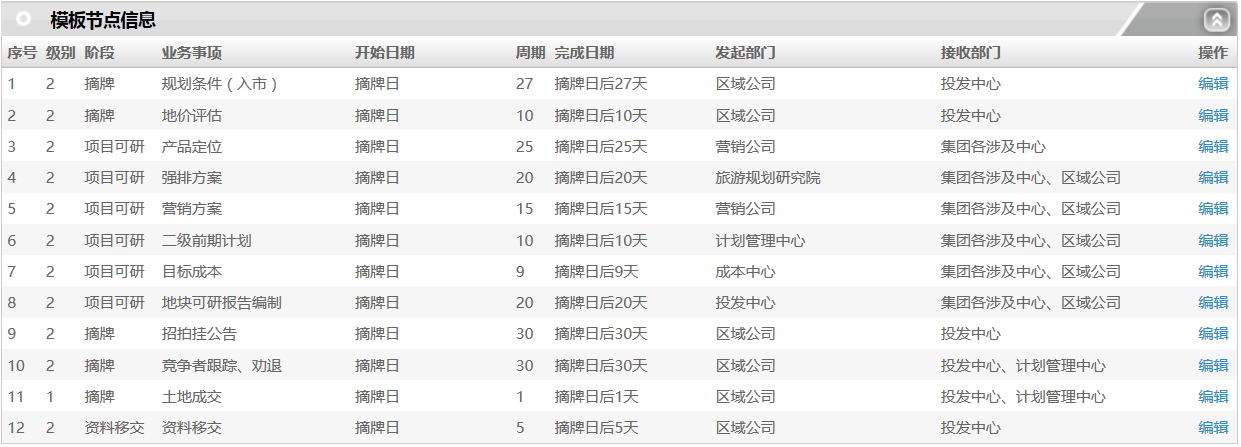 模板节点信息
序号 级别 阶段 业务事项 开始日期 周期 完成日期 发起部门 接收部门 操作
1 2 摘牌 规划条件（入市） 摘牌日 27 摘牌日后27天 区域公司 投发中心 编辑
2 2 摘牌 地价评估 摘牌日 10 摘牌日后10天 区域公司 投发中心 编辑
3 2 项目可研 产品定位 摘牌日 25 摘牌日后25天 营销公司 集团各涉及中心 编辑
4 2 项目可研 强排方案 摘牌日 20 摘牌日后20天 旅游规划研究院 集团各涉及中心、区域公司 编辑
5 2 项目可研 营销方案 摘牌日 15 摘牌日后15天 营销公司 集团各涉及中心、区域公司 编辑
6 2 项目可研 二级前期计划 摘牌日 10 摘牌日后10天 计划管理中心 集团各涉及中心、区域公司 编辑
7 2 项目可研 目标成本 摘牌日 9 摘牌日后9天 成本中心 集团各涉及中心、区域公司 编辑
8 2 项目可研 地块可研报告编制 摘牌日 20 摘牌日后20天 投发中心 集团各涉及中心、区域公司 编辑
9 2 摘牌 招拍挂公告 摘牌日 30 摘牌日后30天 区域公司 投发中心 编辑
10 2 摘牌 竞争者跟踪、劝退 摘牌日 30 摘牌日后30天 区域公司 投发中心、计划管理中心 编辑
11 1 摘牌 土地成交 摘牌日 1 摘牌日后1天 区域公司 投发中心、计划管理中心 编辑
12 2 资料移交 资料移交 摘牌日 5 摘牌日后5天 区域公司 投发中心 编辑